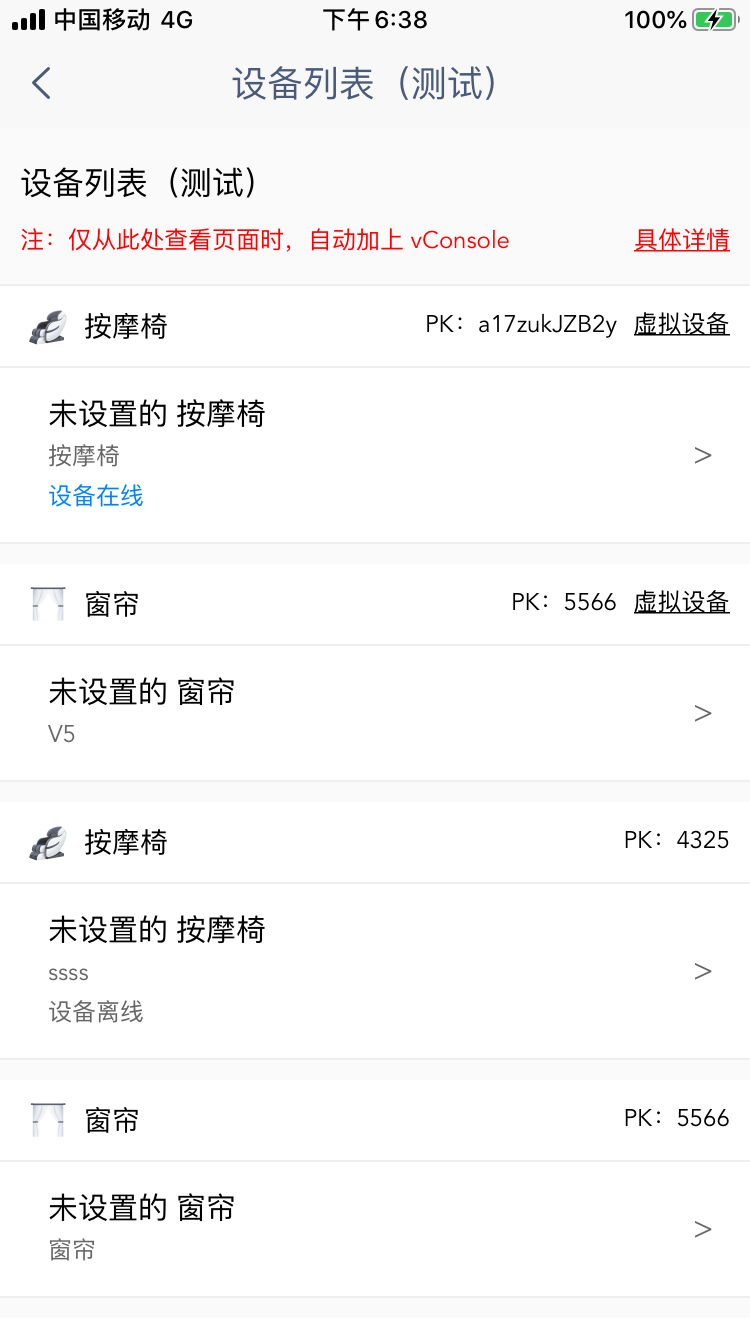 中国移动 4G 下午6:38 100%
设备列表（测试）
设备列表（测试）
注：仅从此处查看页面时，自动加上 vConsole 具体详情
按摩椅 PK：a17zukJZB2y 虚拟设备
未设置的 按摩椅
按摩椅
>
设备在线
窗帘 PK：5566 虚拟设备
未设置的 窗帘
>
V5
按摩椅 PK：4325
未设置的 按摩椅
ssss
>
设备离线
窗帘 PK：5566
未设置的 窗帘
>
窗帘